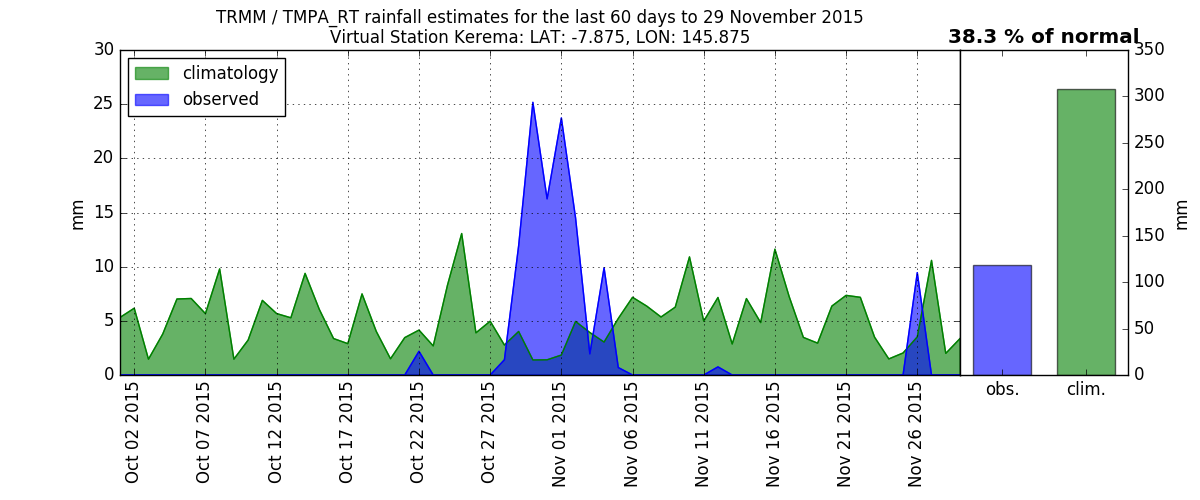 TRMM / TMPA_RT rainfall estimates for the last 60 days to 29 November 2015
Virtual Station Kerema: LAT: -7.875, LON: 145.875
38.3 % of normal
climatology
observed
30
25
20
15
10
5
0
mm
Oct 02 2015
Oct 07 2015
Oct 12 2015
Oct 17 2015
Oct 22 2015
Oct 27 2015
Nov 01 2015
Nov 06 2015
Nov 11 2015
Nov 16 2015
Nov 21 2015
Nov 26 2015
obs.
clim.
350
300
250
200
150
100
50
0
mm